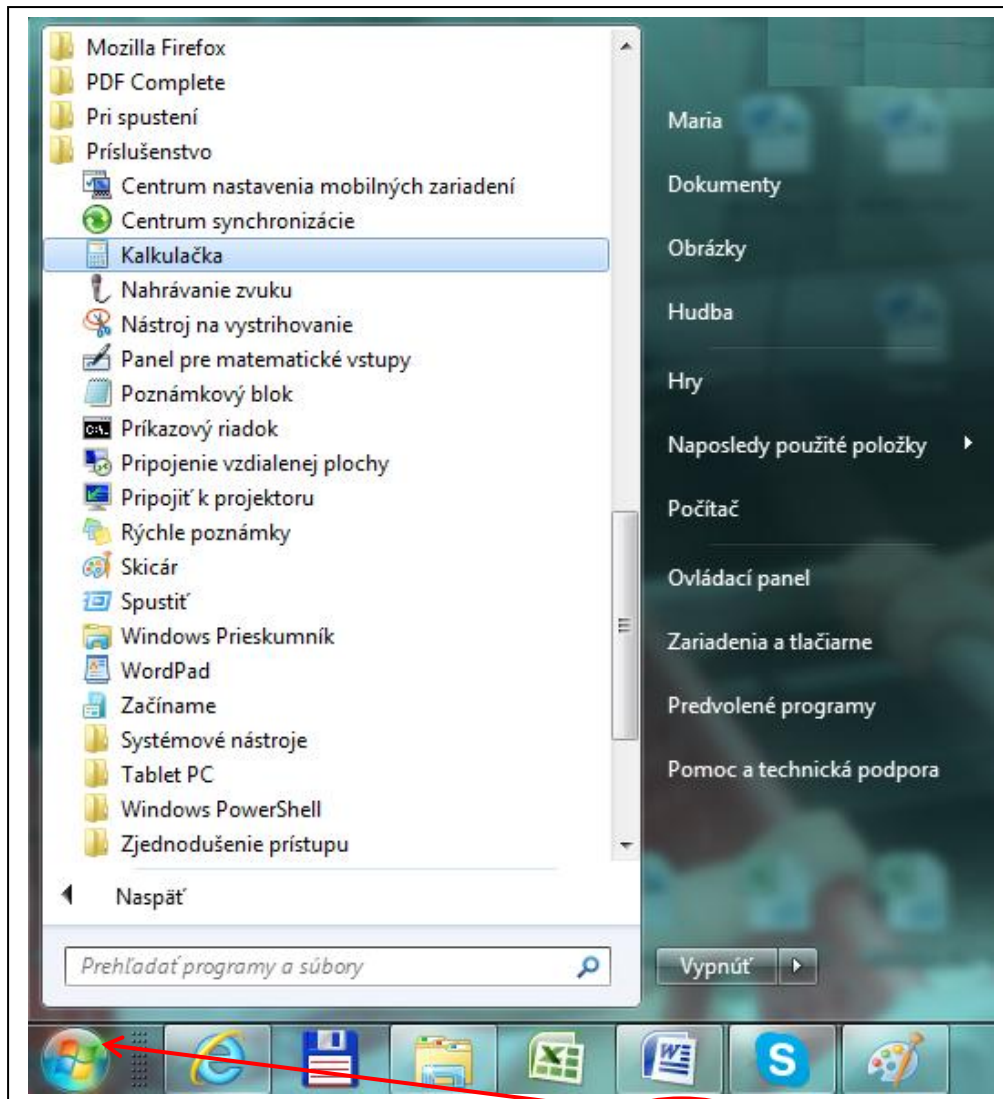 Mozilla Firefox
PDF Complete
Pri spustení
Príslušenstvo
Centrum nastavenia mobilných zariadení
Centrum synchronizácie
Kalkulačka
Nahrávanie zvuku
Nástroj na vystrihovanie
Panel pre matematické vstupy
Poznámkový blok
Príkazový riadok
Pripojenie vzdialenej plochy
Pripojiť k projektoru
Rýchle poznámky
Skicár
Spustiť
Windows Prieskumník
WordPad
Začíname
Systémové nástroje
Tablet PC
Windows PowerShell
Zjednodušenie prístupu
Naspäť
Prehľadať programy a súbory
Maria
Dokumenty
Obrázky
Hudba
Hry
Naposledy použité položky
Počítač
Ovládací panel
Zariadenia a tlačiarne
Predvolené programy
Pomoc a technická podpora
Vypnúť